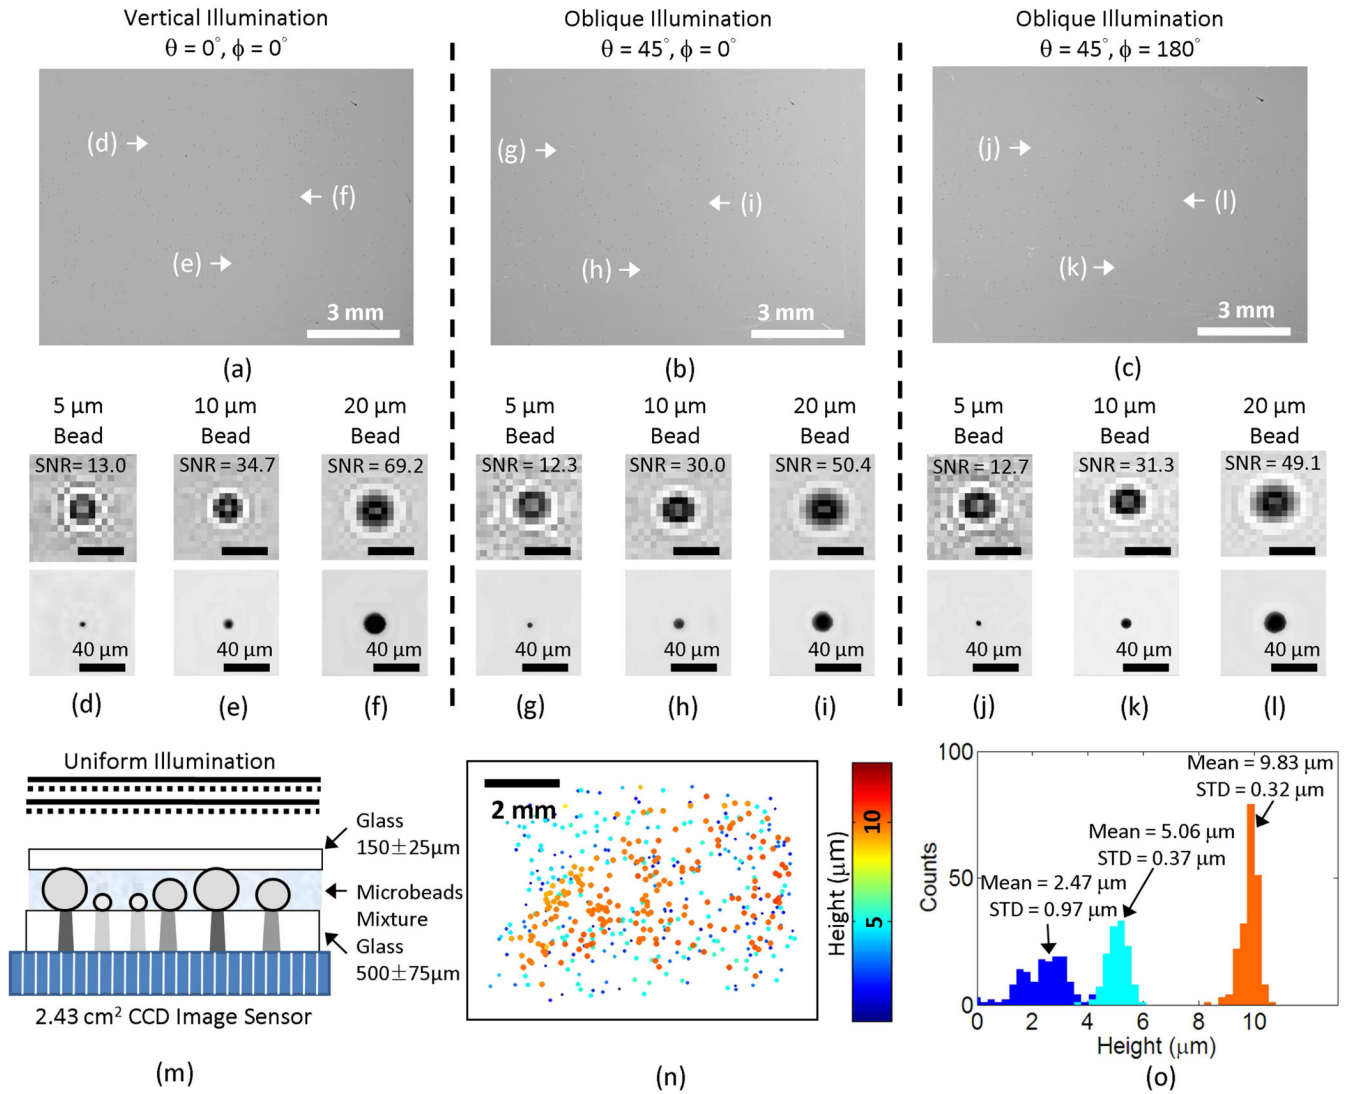 Vertical Illumination
θ = 0°, ϕ = 0°
Oblique Illumination
θ = 45°, ϕ = 0°
Oblique Illumination
θ = 45°, ϕ = 180°
(d)
(f)
(e)
3 mm
(a)
(g)
(i)
(h)
3 mm
(b)
(j)
(l)
(k)
3 mm
(c)
5 µm
Bead
SNR = 13.0
10 µm
Bead
SNR = 34.7
20 µm
Bead
SNR = 69.2
5 µm
Bead
SNR = 12.3
10 µm
Bead
SNR = 30.0
20 µm
Bead
SNR = 50.4
5 µm
Bead
SNR = 12.7
10 µm
Bead
SNR = 31.3
20 µm
Bead
SNR = 49.1
40 µm
40 µm
40 µm
40 µm
40 µm
40 µm
40 µm
40 µm
40 µm
(d)
(e)
(f)
(g)
(h)
(i)
(j)
(k)
(l)
Uniform Illumination
Glass
150±25µm
Microbeads
Mixture
Glass
500±75µm
2.43 cm² CCD Image Sensor
(m)
2 mm
Height (µm)
10
5
(n)
100
50
0
Counts
Mean = 9.83 µm
STD = 0.32 µm
Mean = 5.06 µm
STD = 0.37 µm
Mean = 2.47 µm
STD = 0.97 µm
0 2 4 6 8 10
Height (µm)
(o)